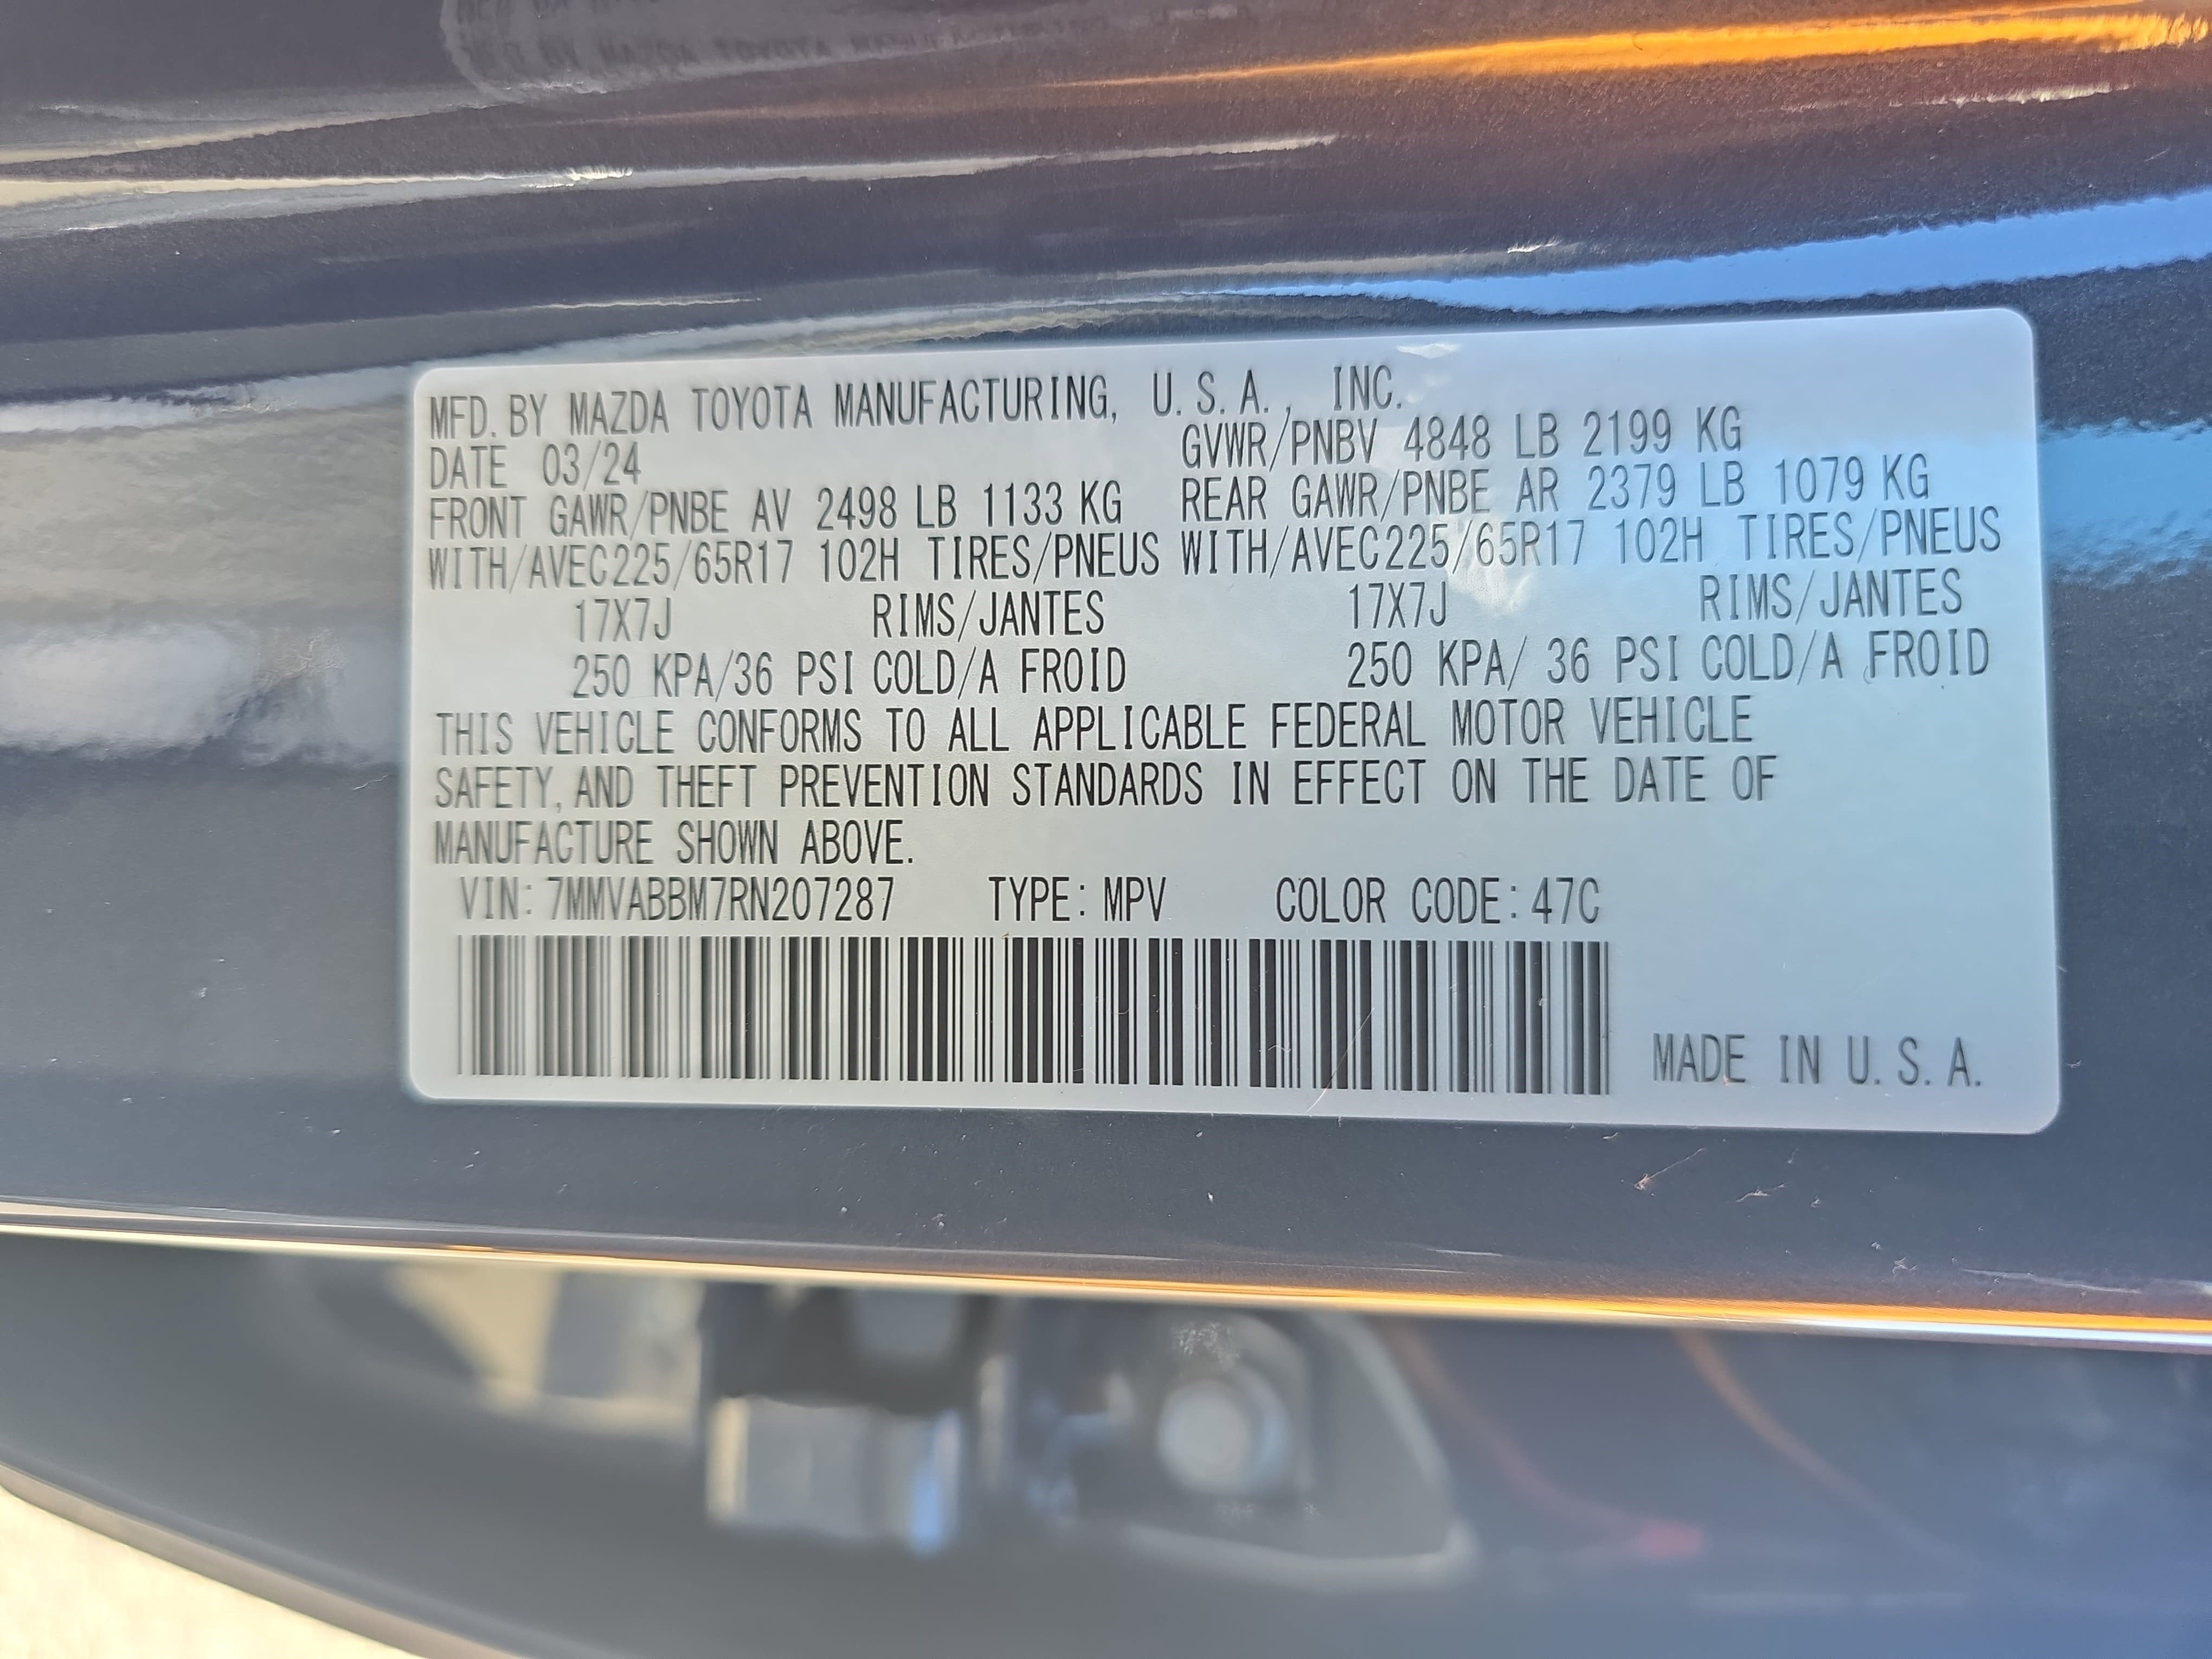 MFD. BY MAZDA TOYOTA MANUFACTURING, U.S.A., INC.
DATE 03/24 GVWR/PNBV 4848 LB 2199 KG
FRONT GAWR/PNBE AV 2498 LB 1133 KG REAR GAWR/PNBE AR 2379 LB 1079 KG
WITH/AVEC225/65R17 102H TIRES/PNEUS WITH/AVEC225/65R17 102H TIRES/PNEUS
17X7J RIMS/JANTES 17X7J RIMS/JANTES
250 KPA/36 PSI COLD/A FROID 250 KPA/ 36 PSI COLD/A FROID
THIS VEHICLE CONFORMS TO ALL APPLICABLE FEDERAL MOTOR VEHICLE
SAFETY, AND THEFT PREVENTION STANDARDS IN EFFECT ON THE DATE OF
MANUFACTURE SHOWN ABOVE.
VIN: 7MMVABBM7RN207287 TYPE: MPV COLOR CODE: 47C
MADE IN U.S.A.